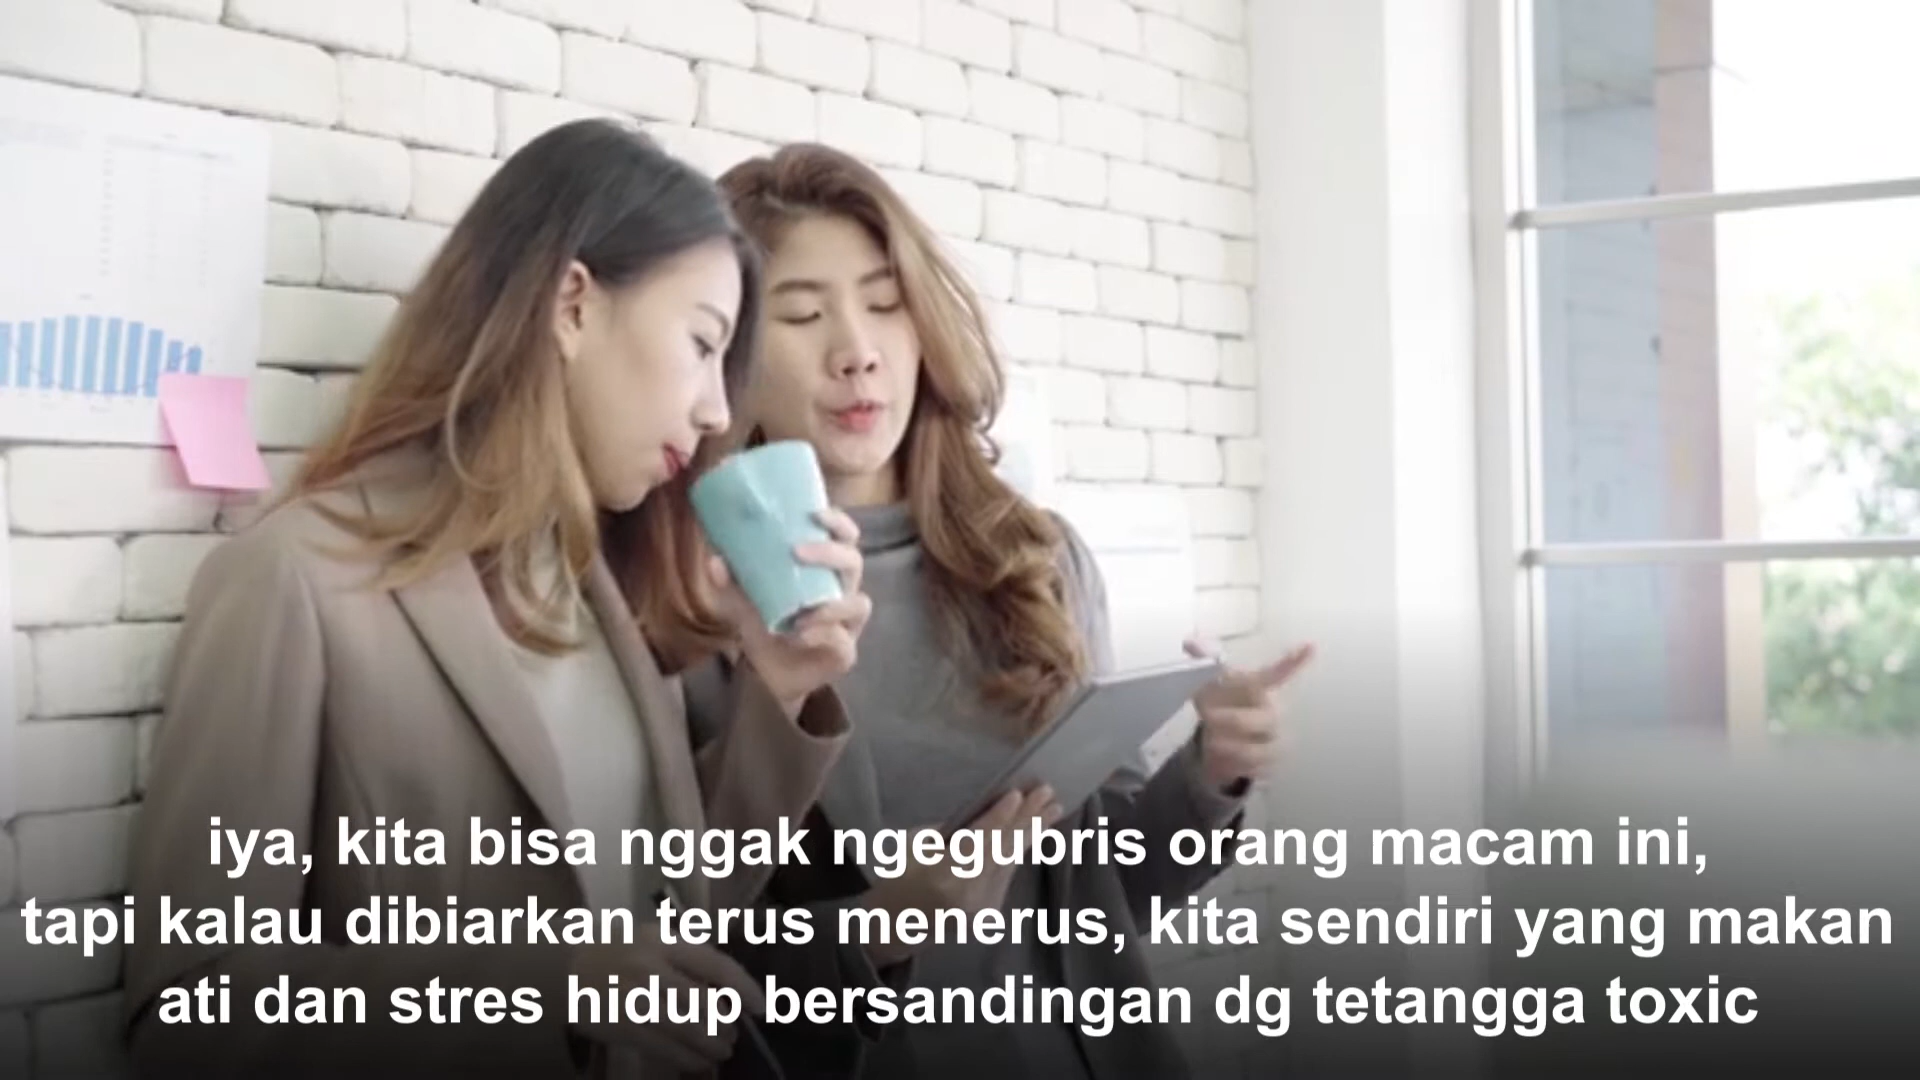 iya, kita bisa nggak ngegubris orang macam ini,
tapi kalau dibiarkan terus menerus, kita sendiri yang makan
ati dan stres hidup bersandingan dg tetangga toxic